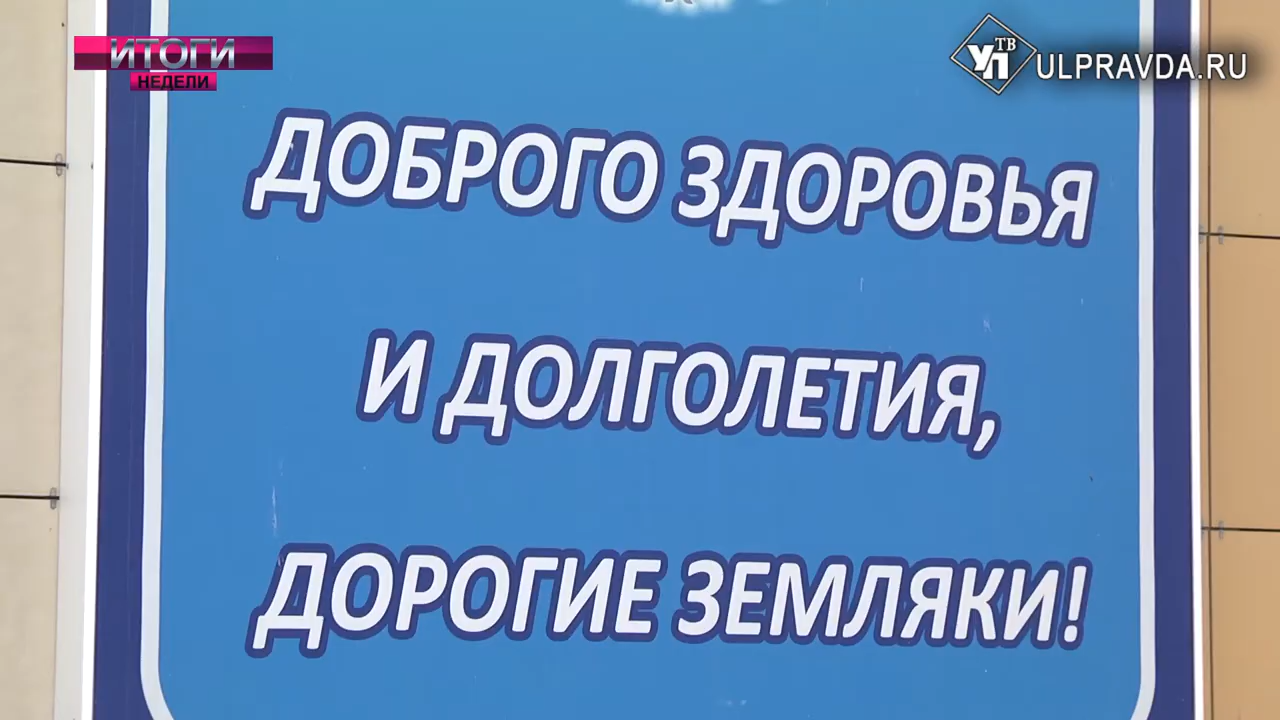 ИТОГИ
НЕДЕЛИ
УП ТВ
ULPRAVDA.RU
ДОБРОГО ЗДОРОВЬЯ
И ДОЛГОЛЕТИЯ,
ДОРОГИЕ ЗЕМЛЯКИ!